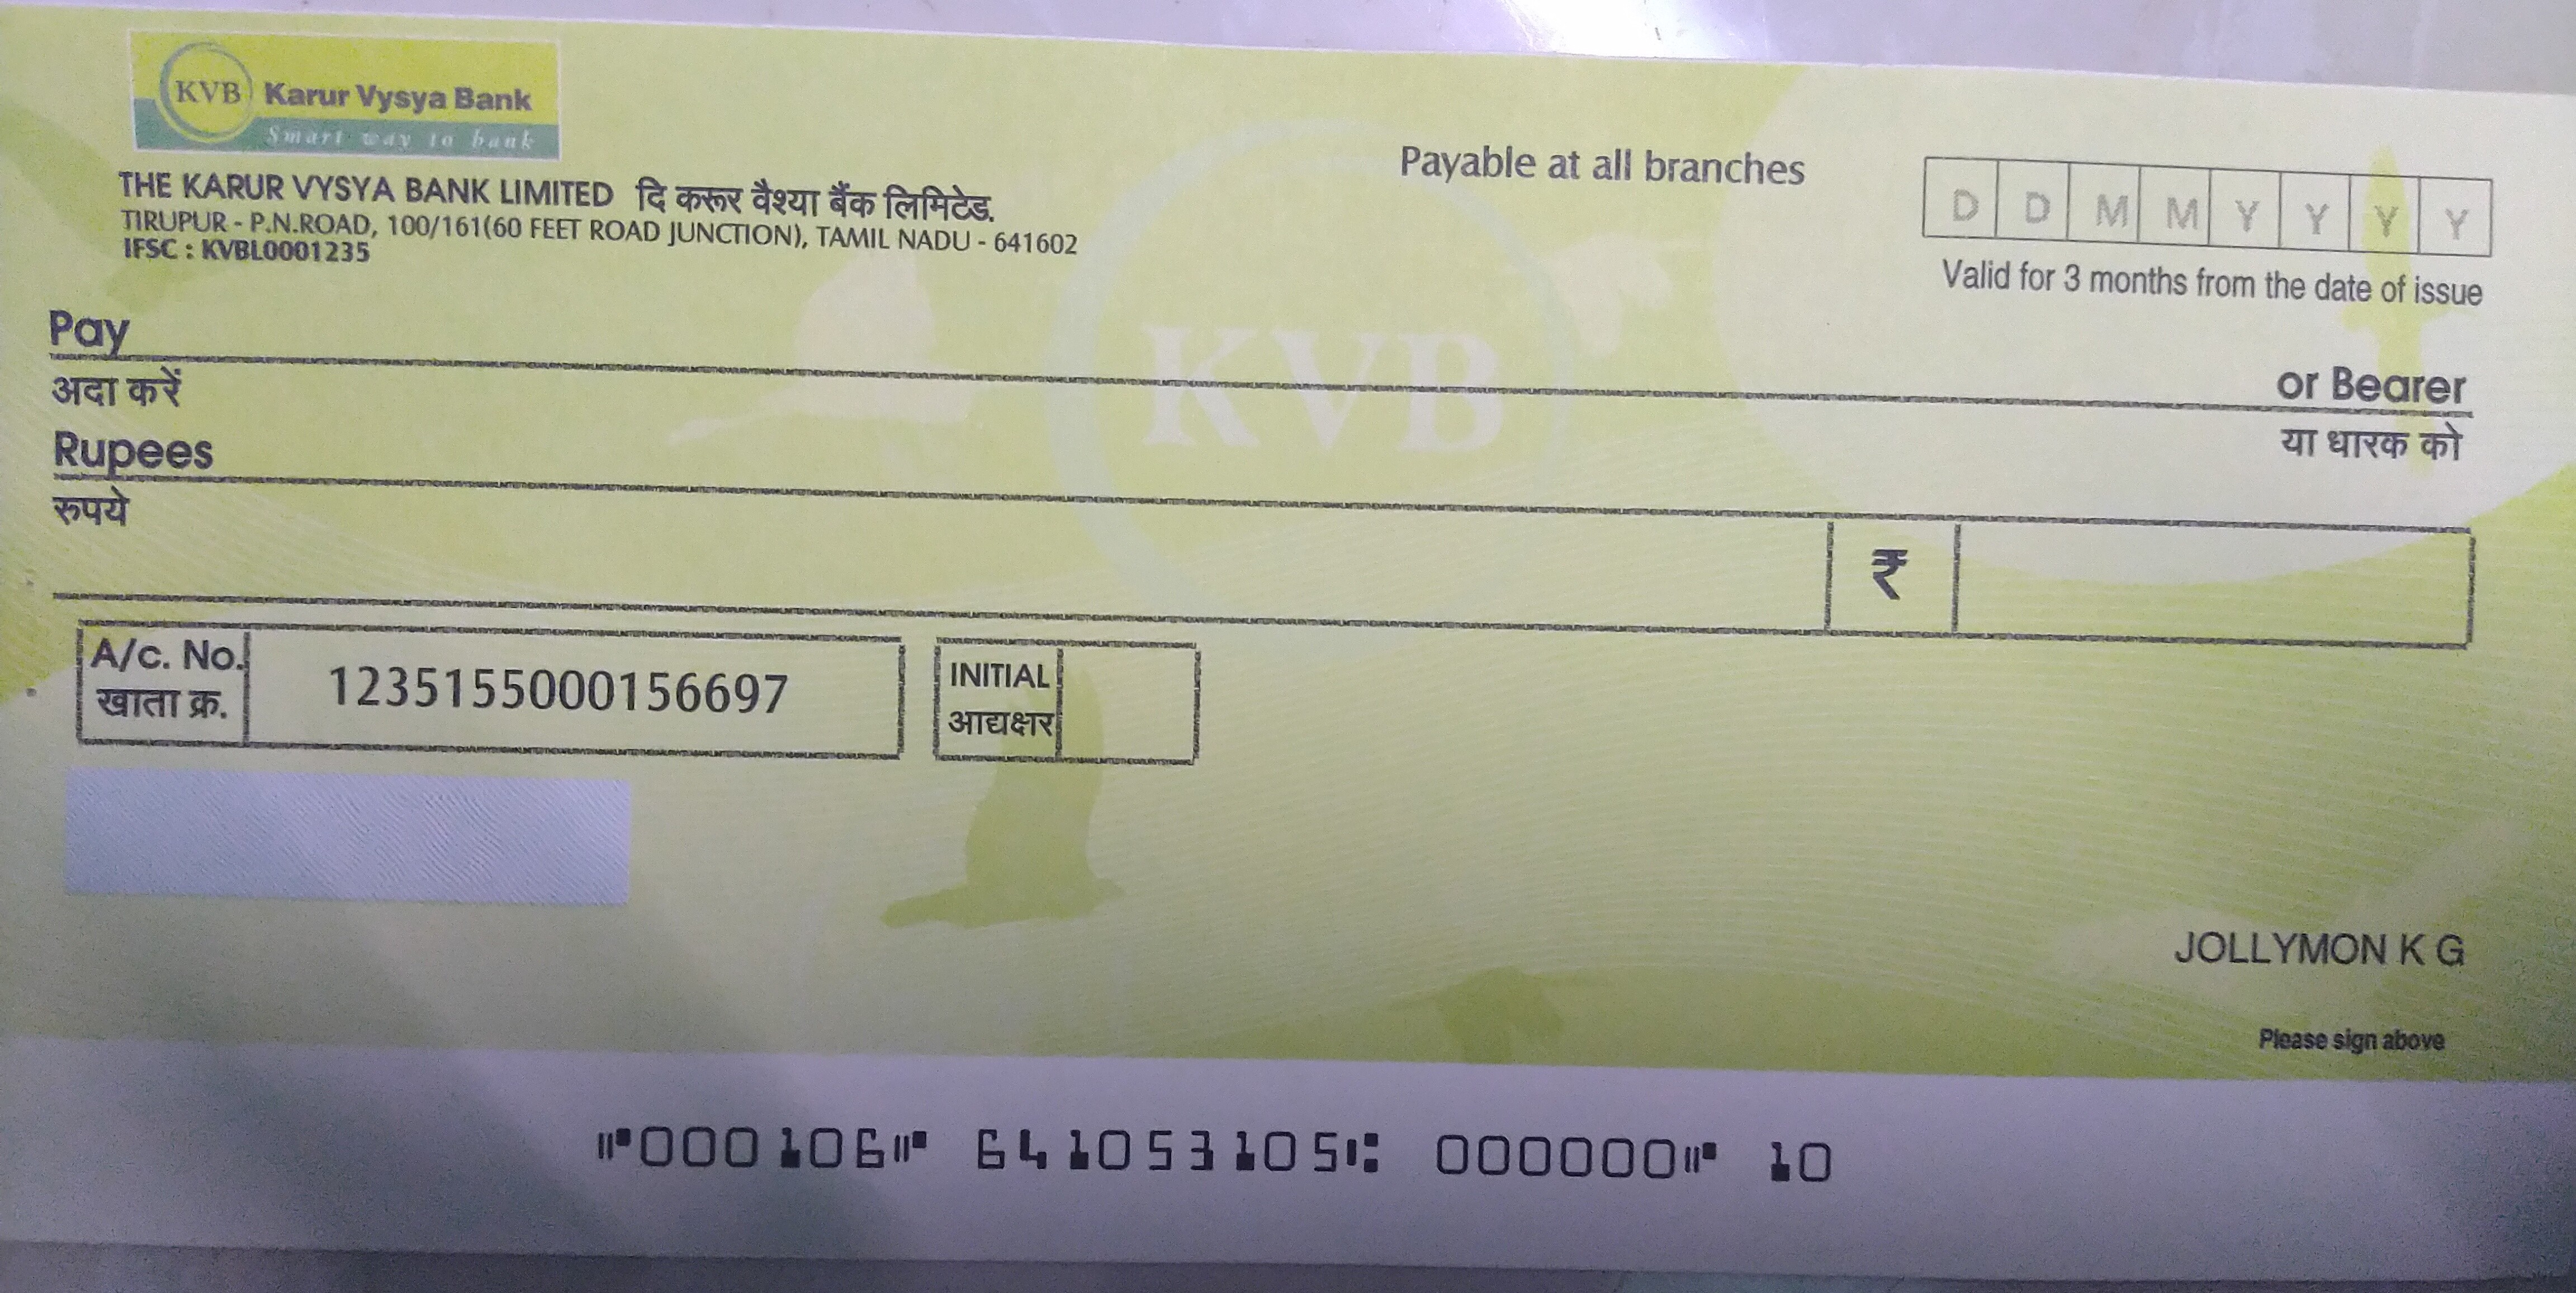 KVB Karur Vysya Bank
Smart way to bank
THE KARUR VYSYA BANK LIMITED दि करूर वैश्या बैंक लिमिटेड.
TIRUPUR - P.N.ROAD, 100/161(60 FEET ROAD JUNCTION), TAMIL NADU - 641602
IFSC : KVBL0001235
Payable at all branches
D D M M Y Y Y Y
Valid for 3 months from the date of issue
KVB
Pay
अदा करें
or Bearer
या धारक को
Rupees
रुपये
₹
A/c. No.
खाता क्र.
1235155000156697
INITIAL
आद्यक्षर
JOLLYMON K G
Please sign above
⑈000106⑈ 641053105⑆ 000000⑈ 10